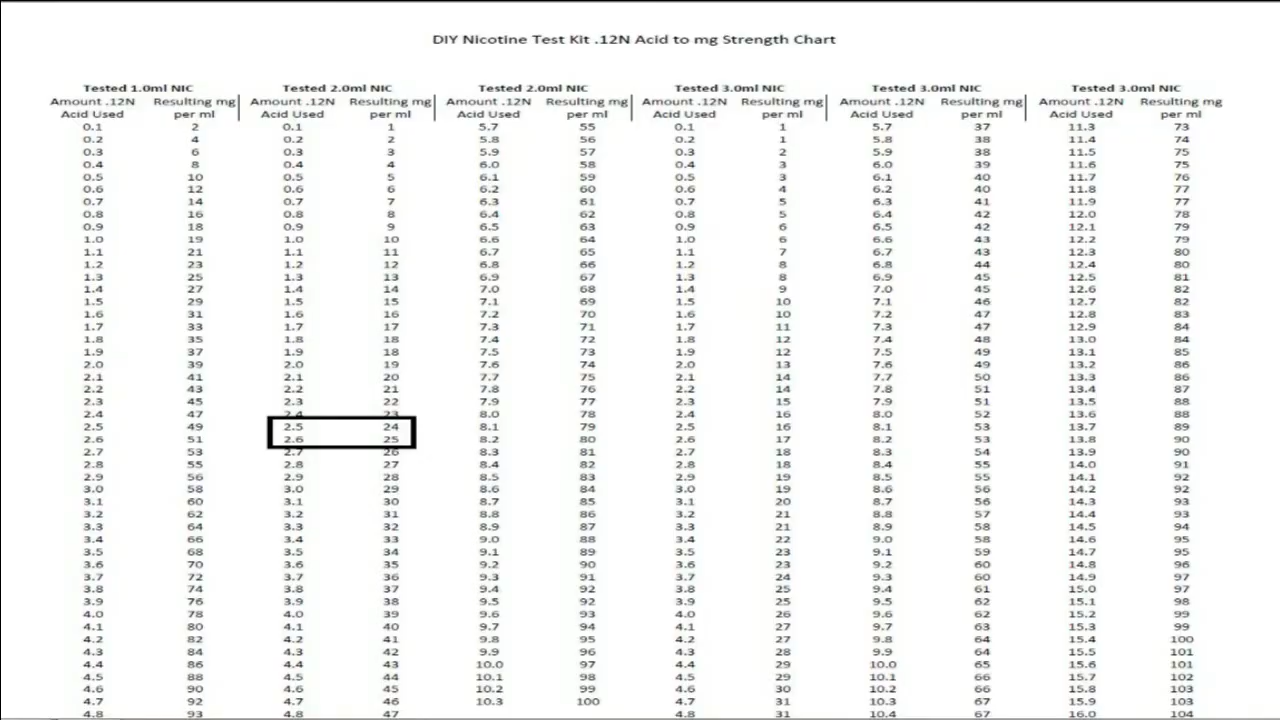 DIY Nicotine Test Kit .12N Acid to mg Strength Chart
Tested 1.0ml NIC Tested 2.0ml NIC Tested 2.0ml NIC Tested 3.0ml NIC Tested 3.0ml NIC Tested 3.0ml NIC
Amount .12N Resulting mg Amount .12N Resulting mg Amount .12N Resulting mg Amount .12N Resulting mg Amount .12N Resulting mg Amount .12N Resulting mg
Acid Used per ml Acid Used per ml Acid Used per ml Acid Used per ml Acid Used per ml Acid Used per ml
0.1 2 0.1 1 5.7 55 0.1 1 5.7 37 11.3 73
0.2 4 0.2 2 5.8 56 0.2 1 5.8 38 11.4 74
0.3 6 0.3 3 5.9 57 0.3 2 5.9 38 11.5 75
0.4 8 0.4 4 6.0 58 0.4 3 6.0 39 11.6 75
0.5 10 0.5 5 6.1 59 0.5 3 6.1 40 11.7 76
0.6 12 0.6 6 6.2 60 0.6 4 6.2 40 11.8 77
0.7 14 0.7 7 6.3 61 0.7 5 6.3 41 11.9 77
0.8 16 0.8 8 6.4 62 0.8 5 6.4 42 12.0 78
0.9 18 0.9 9 6.5 63 0.9 6 6.5 42 12.1 79
1.0 19 1.0 10 6.6 64 1.0 6 6.6 43 12.2 79
1.1 21 1.1 11 6.7 65 1.1 7 6.7 43 12.3 80
1.2 23 1.2 12 6.8 66 1.2 8 6.8 44 12.4 80
1.3 25 1.3 13 6.9 67 1.3 8 6.9 45 12.5 81
1.4 27 1.4 14 7.0 68 1.4 9 7.0 45 12.6 82
1.5 29 1.5 15 7.1 69 1.5 10 7.1 46 12.7 82
1.6 31 1.6 16 7.2 70 1.6 10 7.2 47 12.8 83
1.7 33 1.7 17 7.3 71 1.7 11 7.3 47 12.9 84
1.8 35 1.8 18 7.4 72 1.8 12 7.4 48 13.0 84
1.9 37 1.9 18 7.5 73 1.9 12 7.5 49 13.1 85
2.0 39 2.0 19 7.6 74 2.0 13 7.6 49 13.2 86
2.1 41 2.1 20 7.7 75 2.1 14 7.7 50 13.3 86
2.2 43 2.2 21 7.8 76 2.2 14 7.8 51 13.4 87
2.3 45 2.3 22 7.9 77 2.3 15 7.9 51 13.5 88
2.4 47 2.4 23 8.0 78 2.4 16 8.0 52 13.6 88
2.5 49 2.5 24 8.1 79 2.5 16 8.1 53 13.7 89
2.6 51 2.6 25 8.2 80 2.6 17 8.2 53 13.8 90
2.7 53 2.7 26 8.3 81 2.7 18 8.3 54 13.9 90
2.8 55 2.8 27 8.4 82 2.8 18 8.4 55 14.0 91
2.9 56 2.9 28 8.5 83 2.9 19 8.5 55 14.1 92
3.0 58 3.0 29 8.6 84 3.0 19 8.6 56 14.2 92
3.1 60 3.1 30 8.7 85 3.1 20 8.7 56 14.3 93
3.2 62 3.2 31 8.8 86 3.2 21 8.8 57 14.4 93
3.3 64 3.3 32 8.9 87 3.3 21 8.9 58 14.5 94
3.4 66 3.4 33 9.0 88 3.4 22 9.0 58 14.6 95
3.5 68 3.5 34 9.1 89 3.5 23 9.1 59 14.7 95
3.6 70 3.6 35 9.2 90 3.6 23 9.2 60 14.8 96
3.7 72 3.7 36 9.3 91 3.7 24 9.3 60 14.9 97
3.8 74 3.8 37 9.4 92 3.8 25 9.4 61 15.0 97
3.9 76 3.9 38 9.5 92 3.9 25 9.5 62 15.1 98
4.0 78 4.0 39 9.6 93 4.0 26 9.6 62 15.2 99
4.1 80 4.1 40 9.7 94 4.1 27 9.7 63 15.3 99
4.2 82 4.2 41 9.8 95 4.2 27 9.8 64 15.4 100
4.3 84 4.3 42 9.9 96 4.3 28 9.9 64 15.5 101
4.4 86 4.4 43 10.0 97 4.4 29 10.0 65 15.6 101
4.5 88 4.5 44 10.1 98 4.5 29 10.1 66 15.7 102
4.6 90 4.6 45 10.2 99 4.6 30 10.2 66 15.8 103
4.7 92 4.7 46 10.3 100 4.7 31 10.3 67 15.9 103
4.8 93 4.8 47 4.8 31 10.4 67 16.0 104